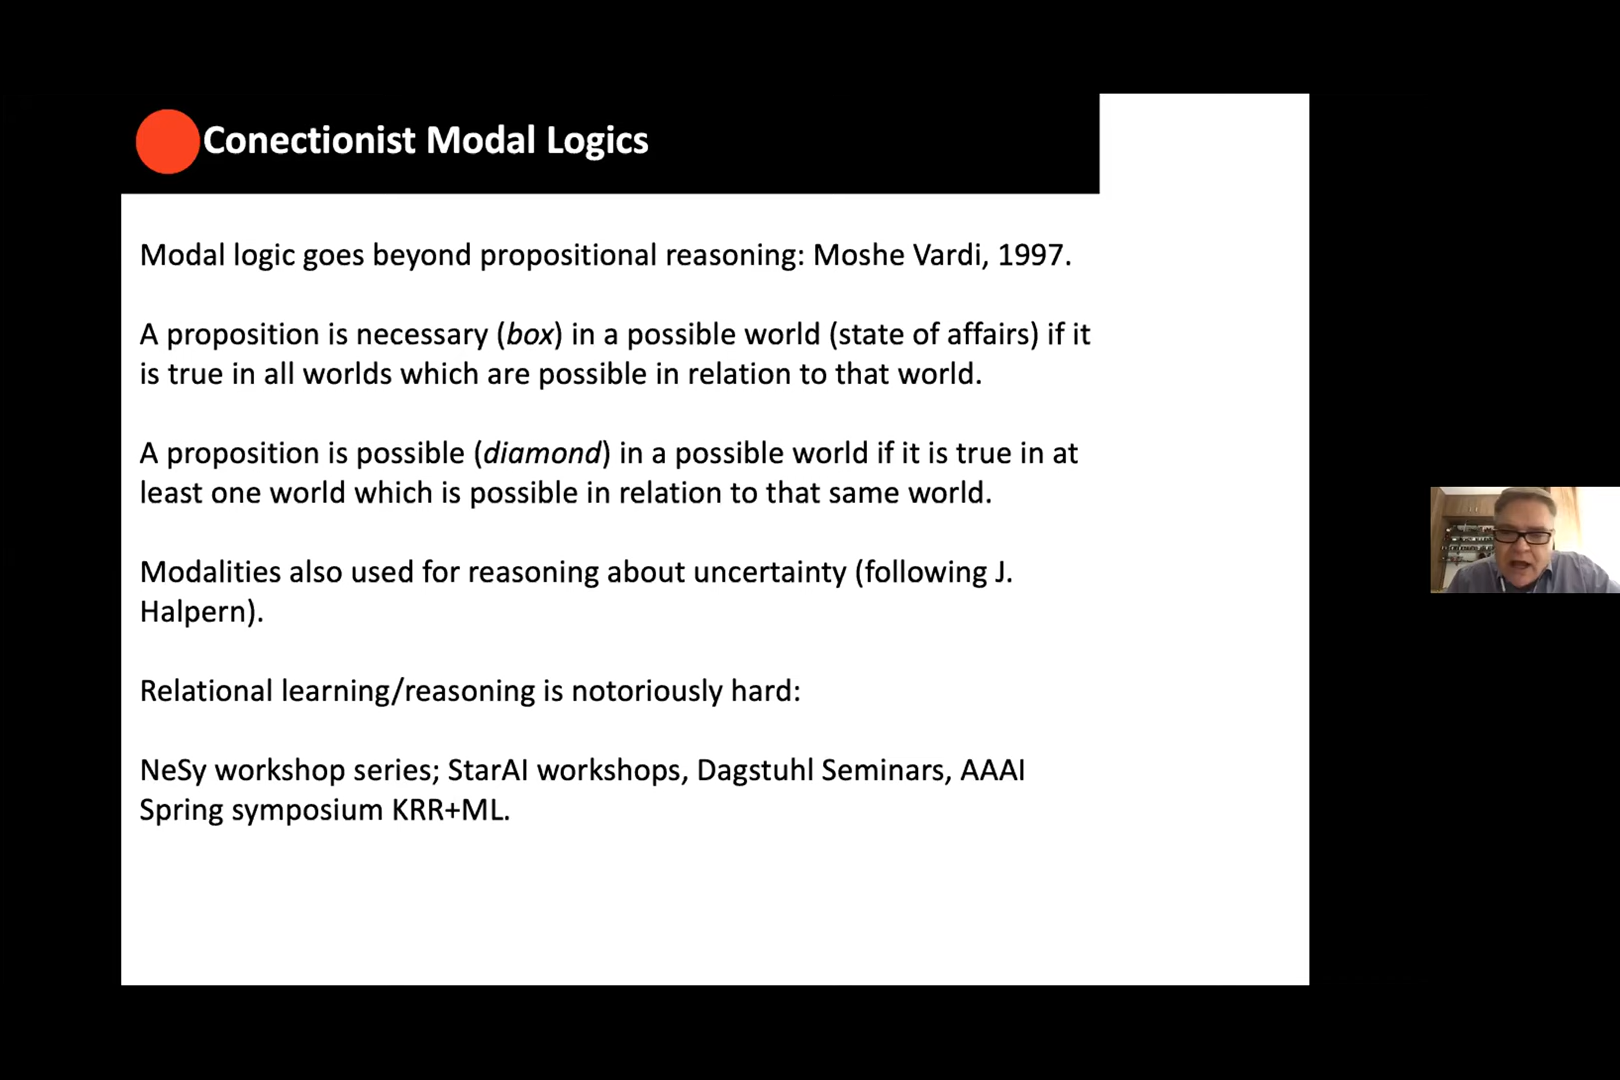 Conectionist Modal Logics
Modal logic goes beyond propositional reasoning: Moshe Vardi, 1997.
A proposition is necessary (box) in a possible world (state of affairs) if it
is true in all worlds which are possible in relation to that world.
A proposition is possible (diamond) in a possible world if it is true in at
least one world which is possible in relation to that same world.
Modalities also used for reasoning about uncertainty (following J.
Halpern).
Relational learning/reasoning is notoriously hard:
NeSy workshop series; StarAI workshops, Dagstuhl Seminars, AAAI
Spring symposium KRR+ML.